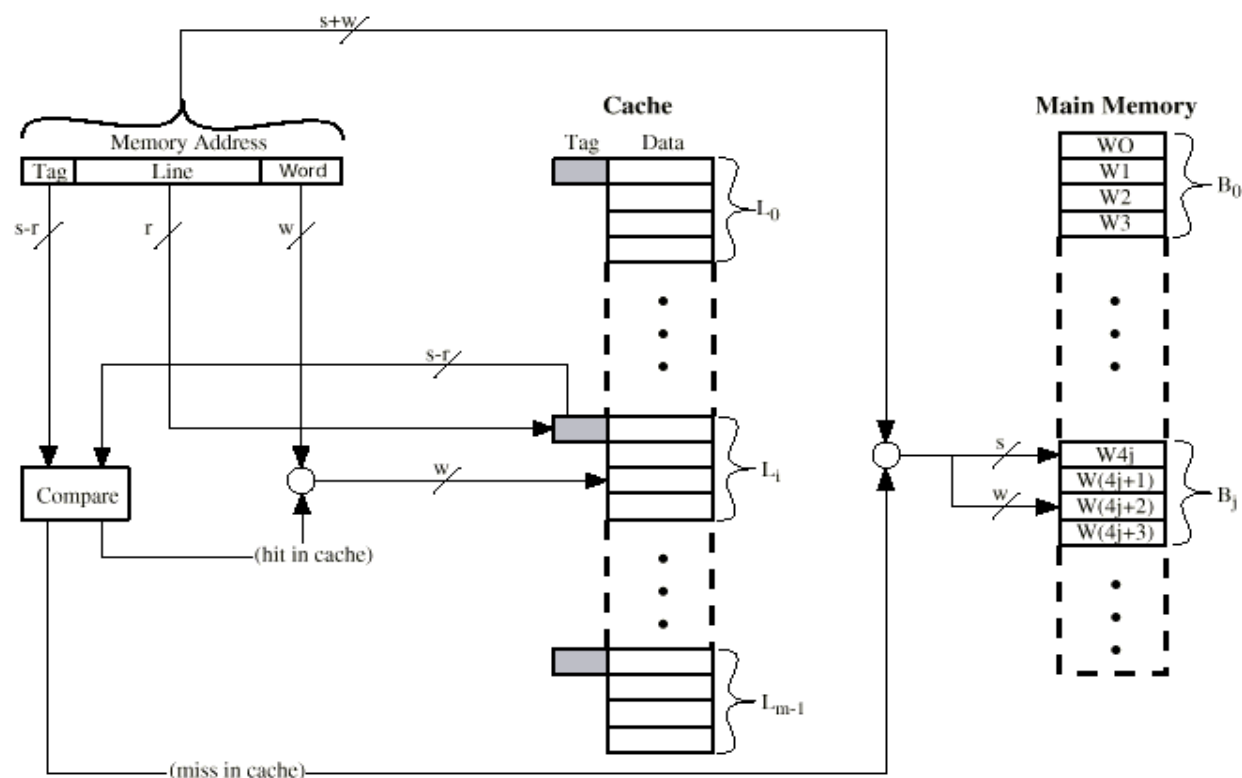 s+w
Cache
Main Memory
Memory Address
Tag Data
Tag Line Word
WO
W1
W2
W3
B0
L0
s-r r w
s-r
Compare
w
Li
s
w
W4j
W(4j+1)
W(4j+2)
W(4j+3)
Bj
(hit in cache)
Lm-1
(miss in cache)